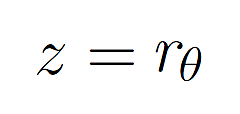 z = r_θ